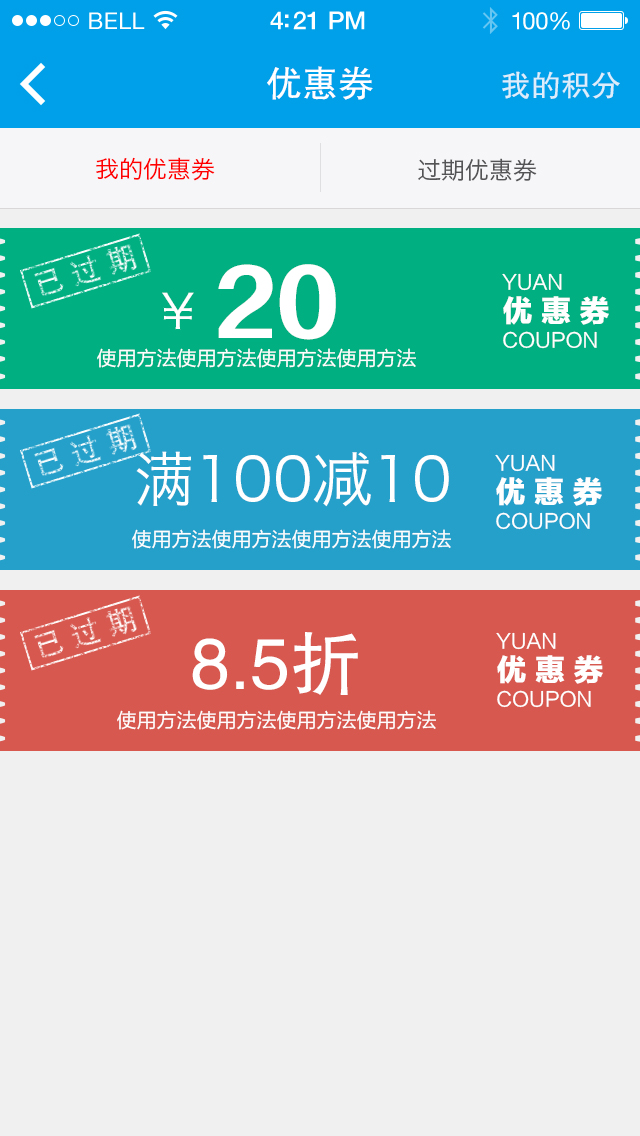 BELL 4:21 PM 100%
优惠券 我的积分
我的优惠券 过期优惠券
已过期
¥ 20
使用方法使用方法使用方法使用方法
YUAN
优惠券
COUPON
已过期
满100减10
使用方法使用方法使用方法使用方法
YUAN
优惠券
COUPON
已过期
8.5折
使用方法使用方法使用方法使用方法
YUAN
优惠券
COUPON